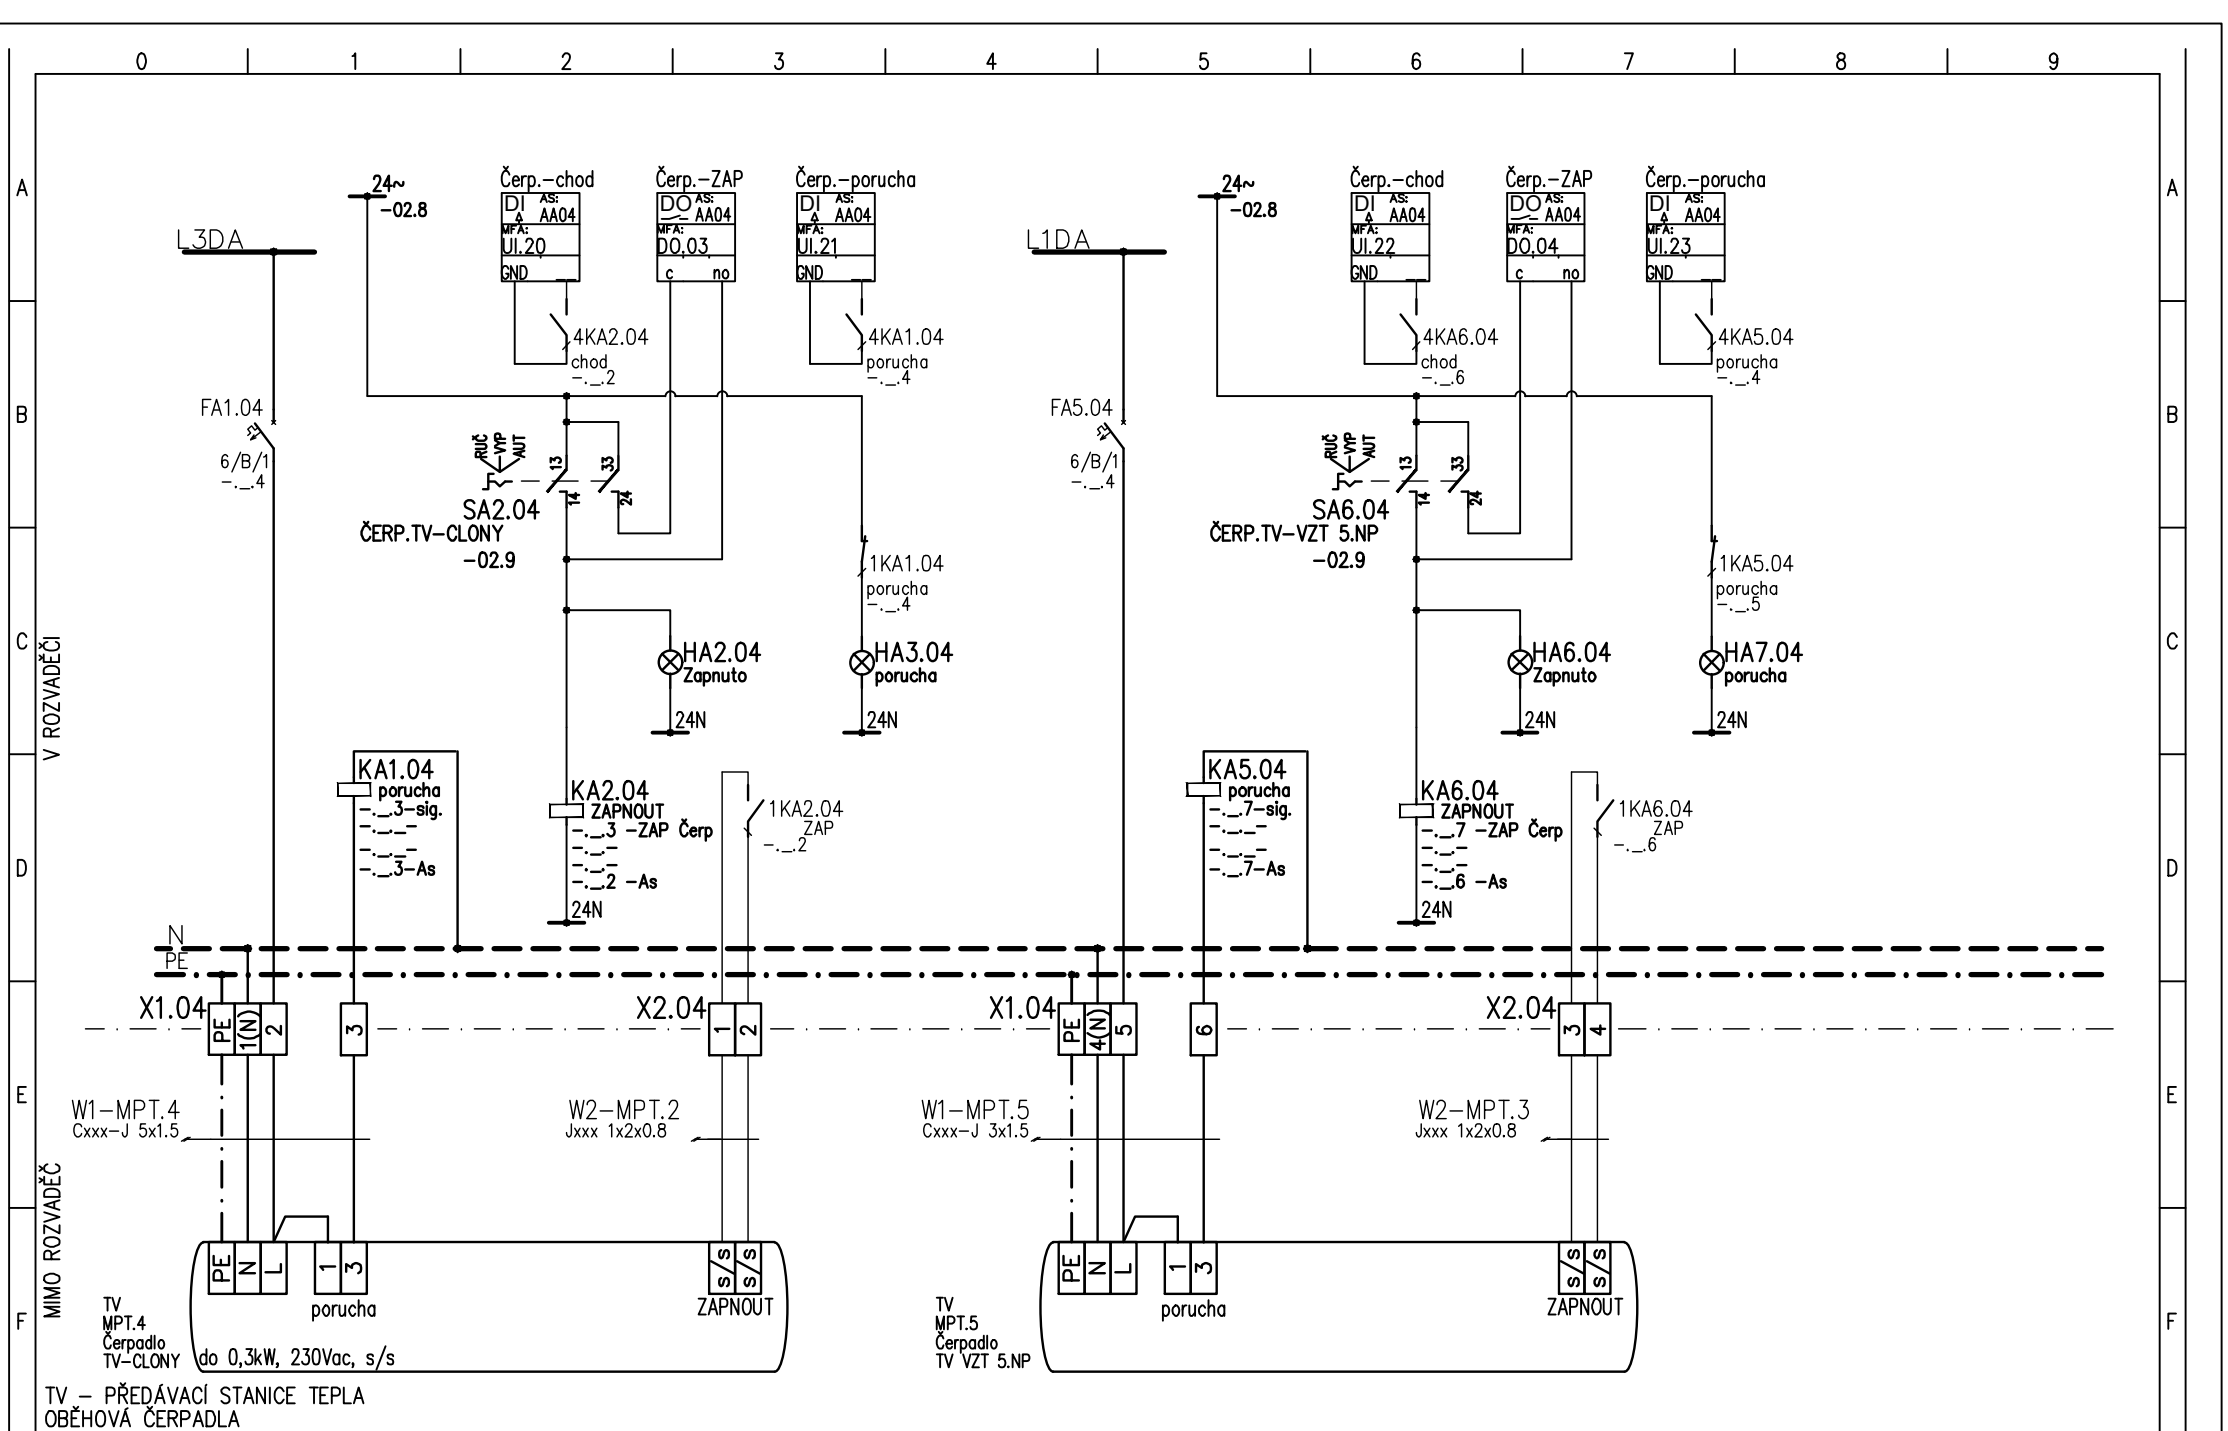 0 1 2 3 4 5 6 7 8 9
A
B
C
D
E
F
A
B
C
D
E
F
V ROZVADĚČI
MIMO ROZVADĚČ
L3DA
24~
-02.8
Čerp.-chod
DI AS:
AA04
MFA:
UI.20
GND __
Čerp.-ZAP
DO AS:
AA04
MFA:
DO.03
c no
Čerp.-porucha
DI AS:
AA04
MFA:
UI.21
GND __
4KA2.04
chod
-._.2
4KA1.04
porucha
-._.4
FA1.04
6/B/1
-._.4
RUČ
VYP
AUT
13
14
33
24
SA2.04
ČERP.TV-CLONY
-02.9
1KA1.04
porucha
-._.4
HA2.04
Zapnuto
24N
HA3.04
porucha
24N
KA1.04
porucha
-._.3-sig.
-._._-
-._._-
-._.3-As
KA2.04
ZAPNOUT
-._.3 -ZAP Čerp
-._.-
-._.-
-._.2 -As
24N
1KA2.04
ZAP
-._.2
N
PE
X1.04
PE
1(N)
2
3
X2.04
1
2
W1-MPT.4
Cxxx-J 5x1.5
W2-MPT.2
Jxxx 1x2x0.8
PE
N
L
1
3
porucha
s/s
s/s
ZAPNOUT
TV
MPT.4
Čerpadlo
TV-CLONY
do 0,3kW, 230Vac, s/s
L1DA
24~
-02.8
Čerp.-chod
DI AS:
AA04
MFA:
UI.22
GND __
Čerp.-ZAP
DO AS:
AA04
MFA:
DO.04
c no
Čerp.-porucha
DI AS:
AA04
MFA:
UI.23
GND __
4KA6.04
chod
-._.6
4KA5.04
porucha
-._.4
FA5.04
6/B/1
-._.4
RUČ
VYP
AUT
13
14
33
24
SA6.04
ČERP.TV-VZT 5.NP
-02.9
1KA5.04
porucha
-._.5
HA6.04
Zapnuto
24N
HA7.04
porucha
24N
KA5.04
porucha
-._.7-sig.
-._._-
-._._-
-._.7-As
KA6.04
ZAPNOUT
-._.7 -ZAP Čerp
-._.-
-._.-
-._.6 -As
24N
1KA6.04
ZAP
-._.6
X1.04
PE
4(N)
5
6
X2.04
3
4
W1-MPT.5
Cxxx-J 3x1.5
W2-MPT.3
Jxxx 1x2x0.8
PE
N
L
1
3
porucha
s/s
s/s
ZAPNOUT
TV
MPT.5
Čerpadlo
TV VZT 5.NP
TV - PŘEDÁVACÍ STANICE TEPLA
OBĚHOVÁ ČERPADLA